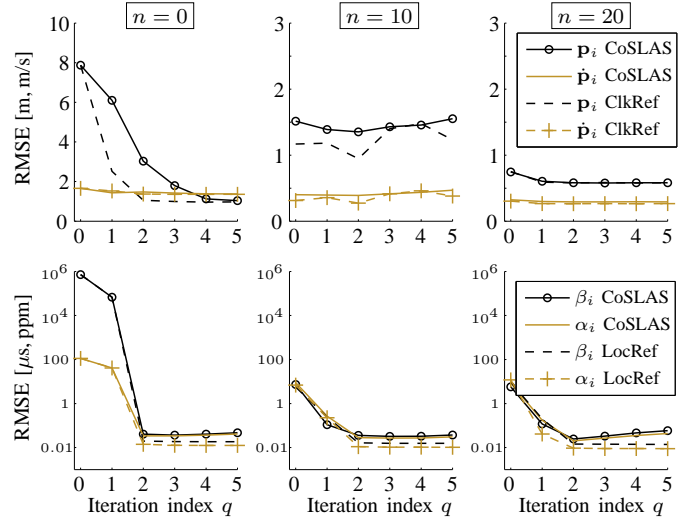 n = 0
n = 10
n = 20
RMSE [m, m/s]
10
8
6
4
2
0
3
2
1
0
3
2
1
0
p_i CoSLAS
ṗ_i CoSLAS
p_i ClkRef
ṗ_i ClkRef
0 1 2 3 4 5
0 1 2 3 4 5
0 1 2 3 4 5
RMSE [μs, ppm]
10^6
10^4
100
1
0.01
10^6
10^4
100
1
0.01
10^6
10^4
100
1
0.01
β_i CoSLAS
α_i CoSLAS
β_i LocRef
α_i LocRef
0 1 2 3 4 5
0 1 2 3 4 5
0 1 2 3 4 5
Iteration index q
Iteration index q
Iteration index q